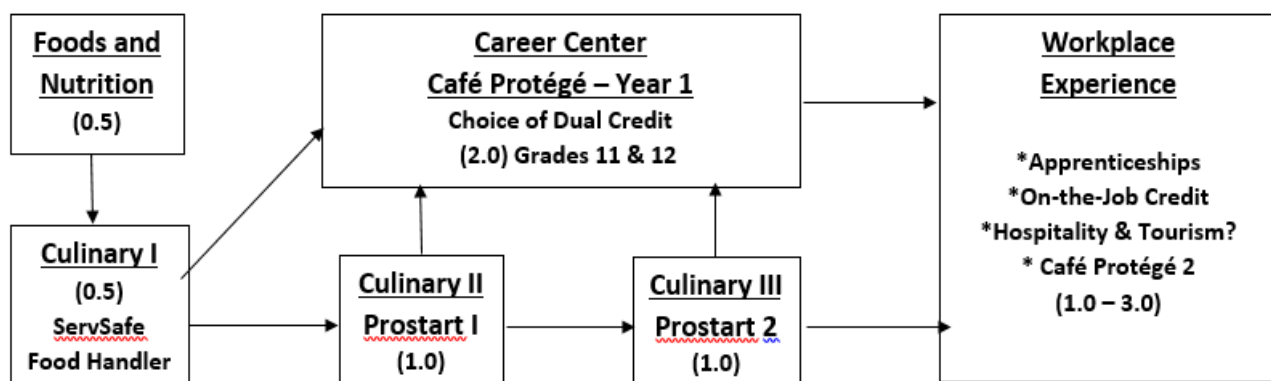 Foods and
Nutrition
(0.5)
Career Center
Café Protégé – Year 1
Choice of Dual Credit
(2.0) Grades 11 & 12
Workplace
Experience
*Apprenticeships
*On-the-Job Credit
*Hospitality & Tourism?
* Café Protégé 2
(1.0 – 3.0)
Culinary I
(0.5)
ServSafe
Food Handler
Culinary II
Prostart I
(1.0)
Culinary III
Prostart 2
(1.0)